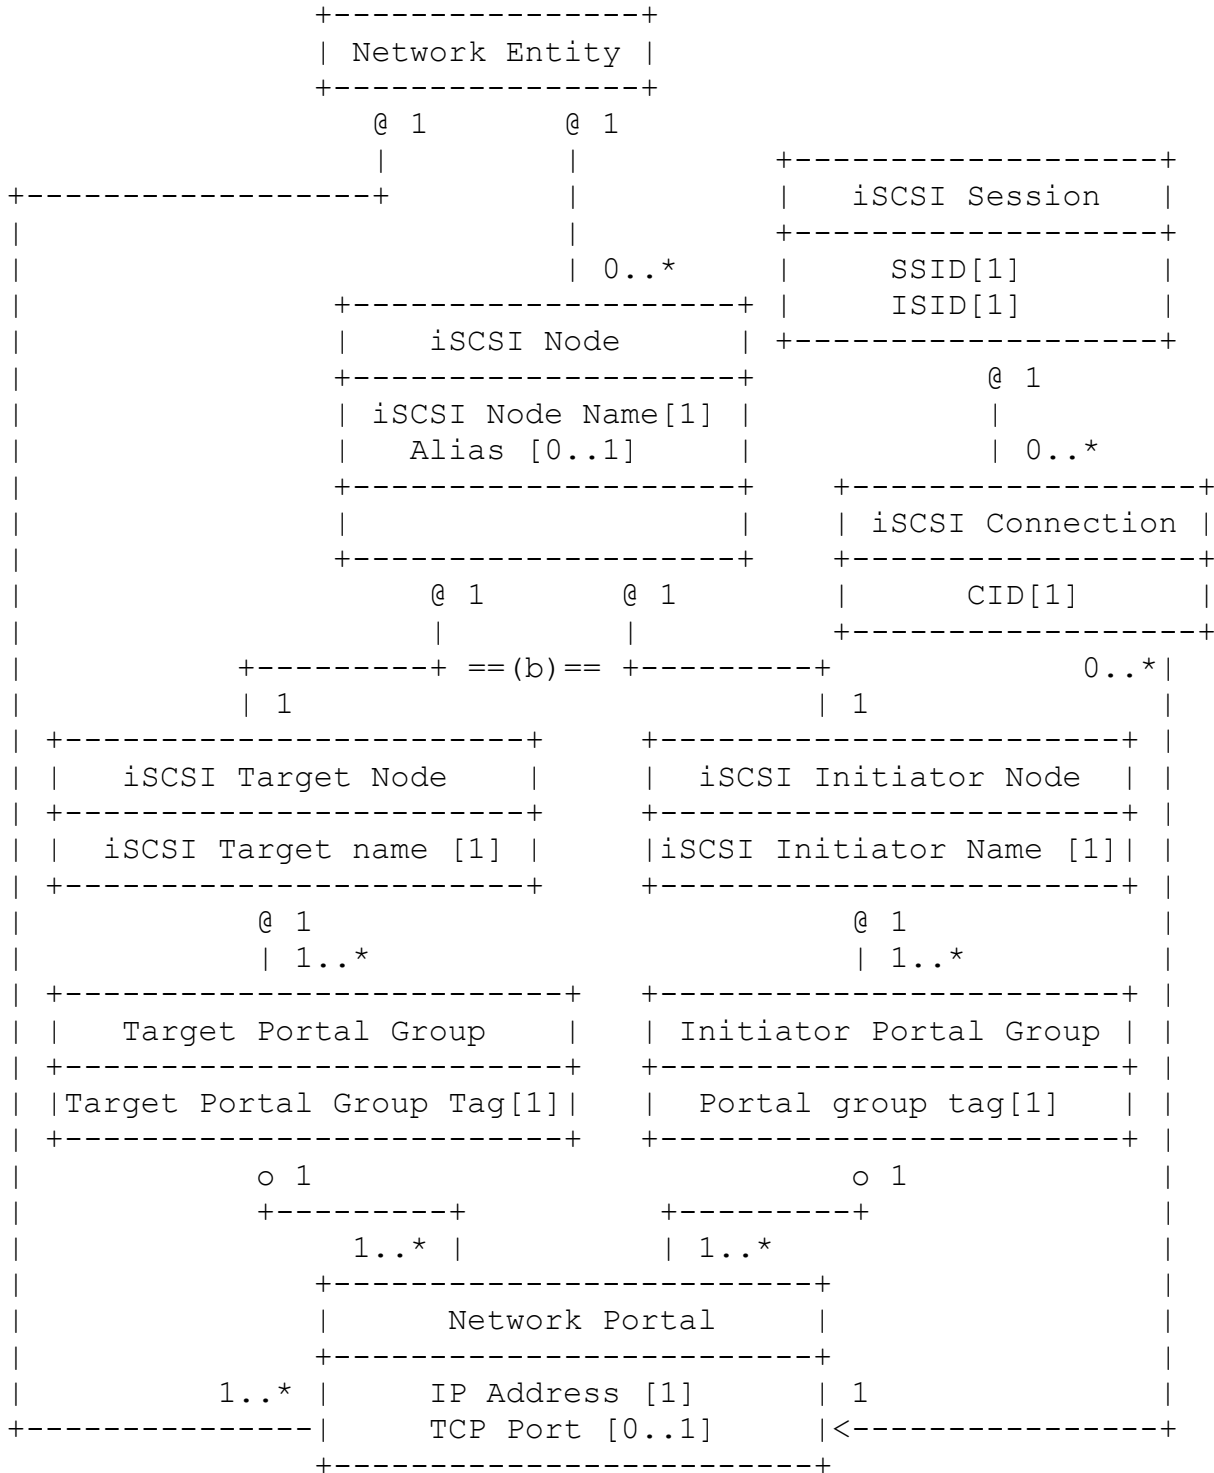 +----------------+
| Network Entity |
+----------------+
@ 1 @ 1
| | +------------------+
+------------------+ | | iSCSI Session |
| | +------------------+
| | 0..* | SSID[1] |
| +--------------------+ | ISID[1] |
| | iSCSI Node | +------------------+
| +--------------------+ @ 1
| | iSCSI Node Name[1] | |
| | Alias [0..1] | | 0..*
| +--------------------+ +------------------+
| | | | iSCSI Connection |
| +--------------------+ +------------------+
| @ 1 @ 1 | CID[1] |
| | | +------------------+
| +---------+ ==(b)== +---------+ 0..*|
| | 1 | 1 |
| +------------------------+ +------------------------+ |
| | iSCSI Target Node | | iSCSI Initiator Node | |
| +------------------------+ +------------------------+ |
| | iSCSI Target name [1] | |iSCSI Initiator Name [1]| |
| +------------------------+ +------------------------+ |
| @ 1 @ 1 |
| | 1..* | 1..* |
| +--------------------------+ +------------------------+ |
| | Target Portal Group | | Initiator Portal Group | |
| +--------------------------+ +------------------------+ |
| |Target Portal Group Tag[1]| | Portal group tag[1] | |
| +--------------------------+ +------------------------+ |
| o 1 o 1 |
| +---------+ +---------+ |
| 1..* | | 1..* |
| +-------------------------+ |
| | Network Portal | |
| +-------------------------+ |
| 1..* | IP Address [1] | 1 |
+---------------| TCP Port [0..1] |<----------------+
+-------------------------+